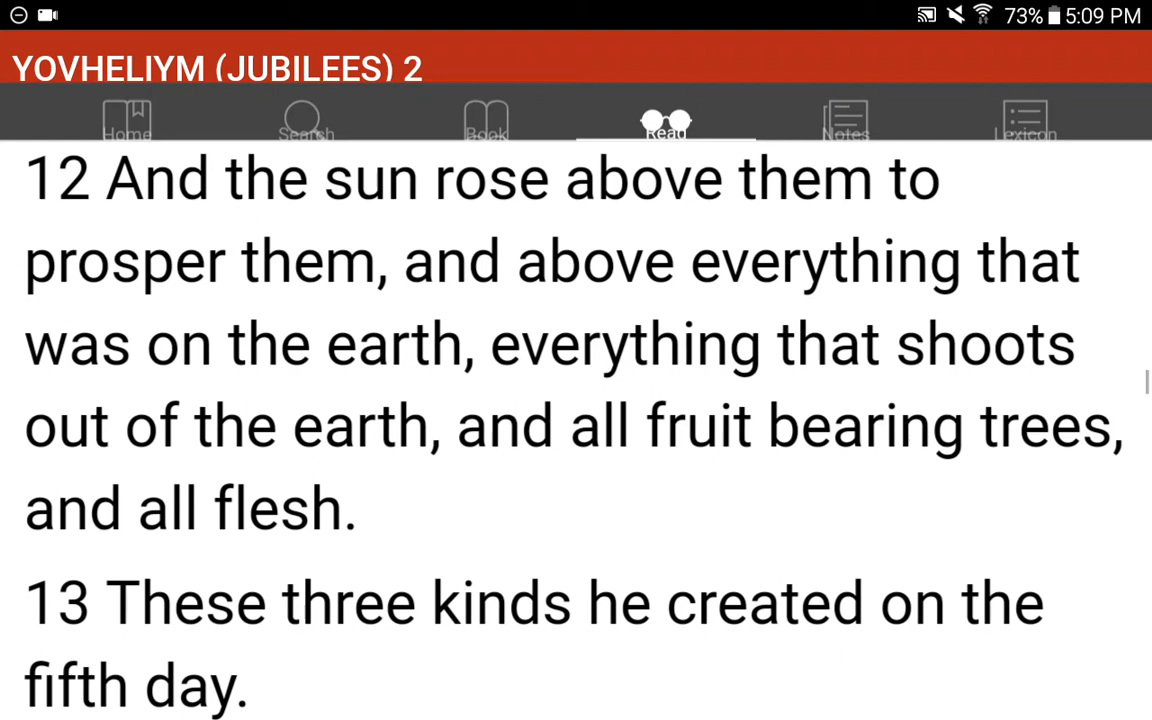 73% 5:09 PM
YOVHELIYM (JUBILEES) 2
Home Search Book Read Notes Lexicon
12 And the sun rose above them to
prosper them, and above everything that
was on the earth, everything that shoots
out of the earth, and all fruit bearing trees,
and all flesh.
13 These three kinds he created on the
fifth day.